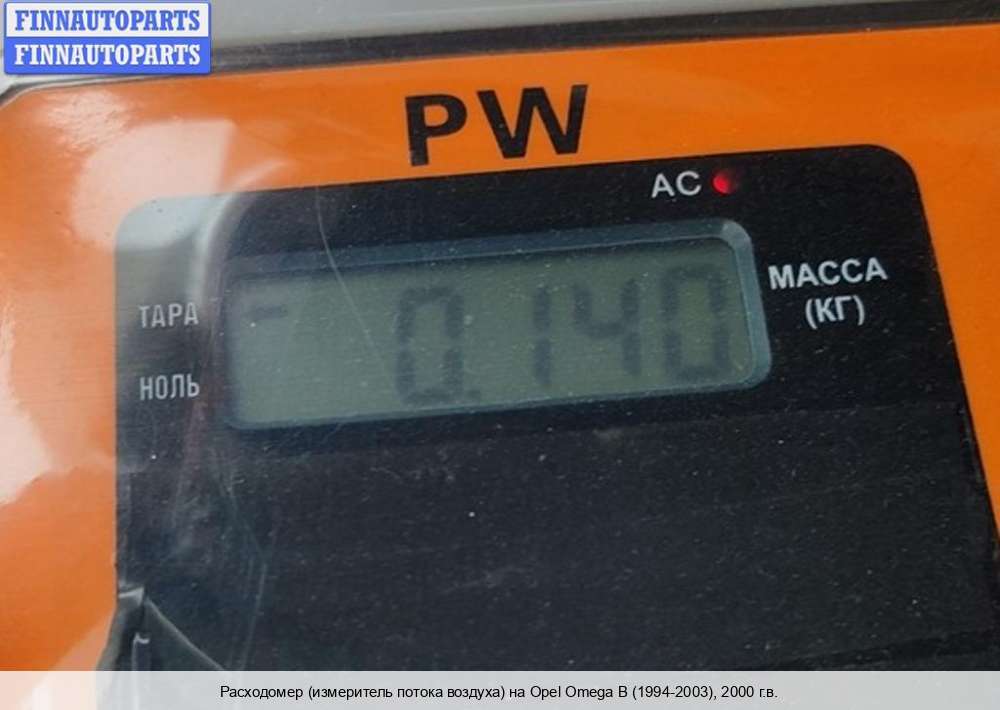 FINNAUTOPARTS
FINNAUTOPARTS
PW
AC
МАССА
(КГ)
ТАРА
НОЛЬ
0.140
Расходомер (измеритель потока воздуха) на Opel Omega B (1994-2003), 2000 г.в.